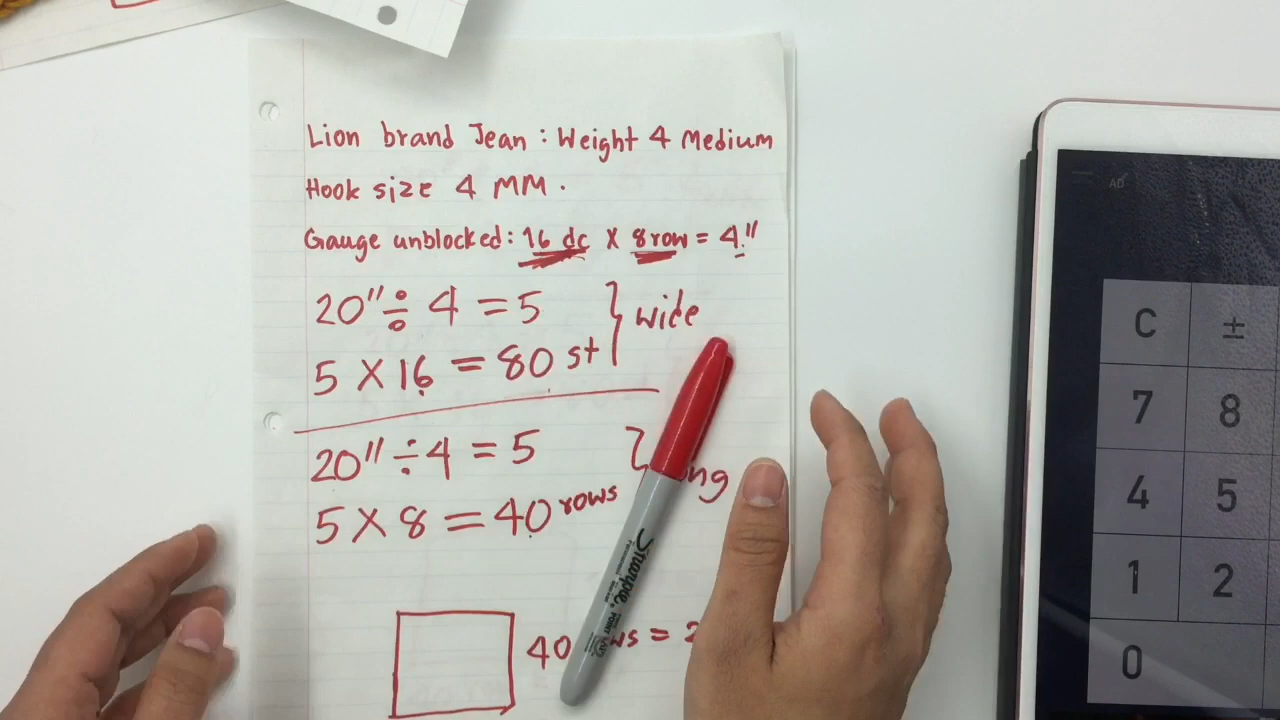 Lion brand Jean : Weight 4 Medium
Hook size 4 MM.
Gauge unblocked: 16 dc X 8 row = 4"
20" ÷ 4 = 5
5 X 16 = 80 st
} wide
20" ÷ 4 = 5
5 X 8 = 40 rows
40
Sharpie
AD
C ±
7 8
4 5
1 2
0